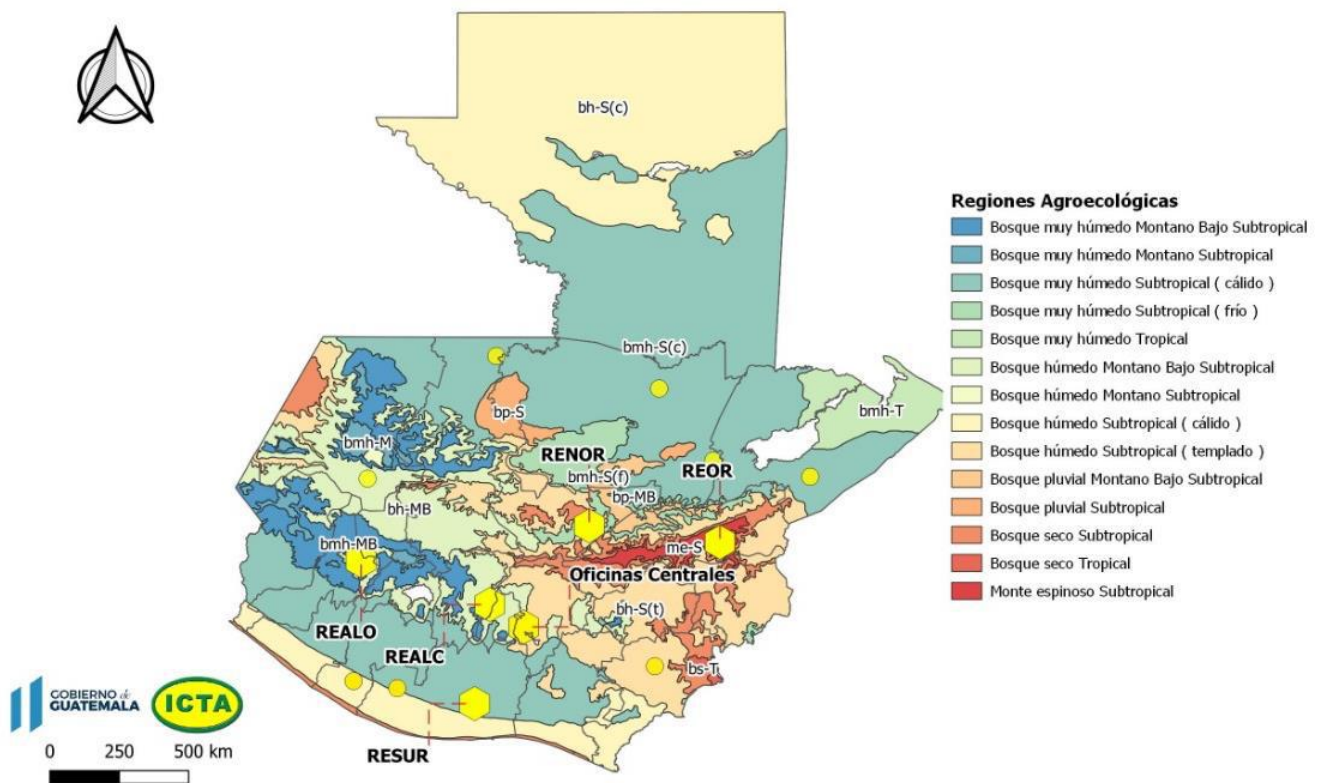 bh-S(c)
Regiones Agroecológicas
Bosque muy húmedo Montano Bajo Subtropical
Bosque muy húmedo Montano Subtropical
Bosque muy húmedo Subtropical ( cálido )
Bosque muy húmedo Subtropical ( frío )
Bosque muy húmedo Tropical
Bosque húmedo Montano Bajo Subtropical
Bosque húmedo Montano Subtropical
Bosque húmedo Subtropical ( cálido )
Bosque húmedo Subtropical ( templado )
Bosque pluvial Montano Bajo Subtropical
Bosque pluvial Subtropical
Bosque seco Subtropical
Bosque seco Tropical
Monte espinoso Subtropical
bmh-S(c)
bp-S
bmh-T
bmh-M
RENOR
REOR
bmh-S(f)
bp-MB
bh-MB
bmh-MB
me-S
Oficinas Centrales
bh-S(t)
REALO
REALC
bs-T
GOBIERNO de
GUATEMALA
ICTA
0 250 500 km
RESUR